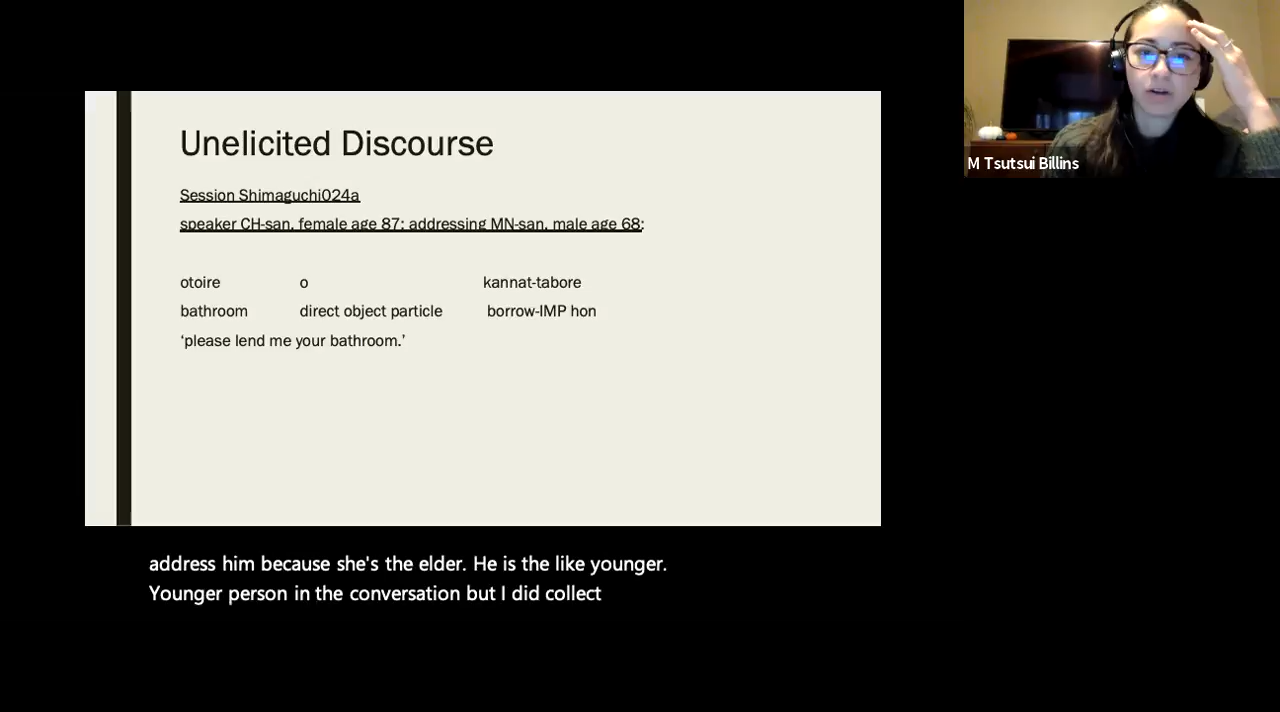 Unelicited Discourse
Session Shimaguchi024a
speaker CH-san, female age 87; addressing MN-san, male age 68:
otoire o kannat-tabore
bathroom direct object particle borrow-IMP hon
‘please lend me your bathroom.’
M Tsutsui Billins
address him because she's the elder. He is the like younger.
Younger person in the conversation but I did collect